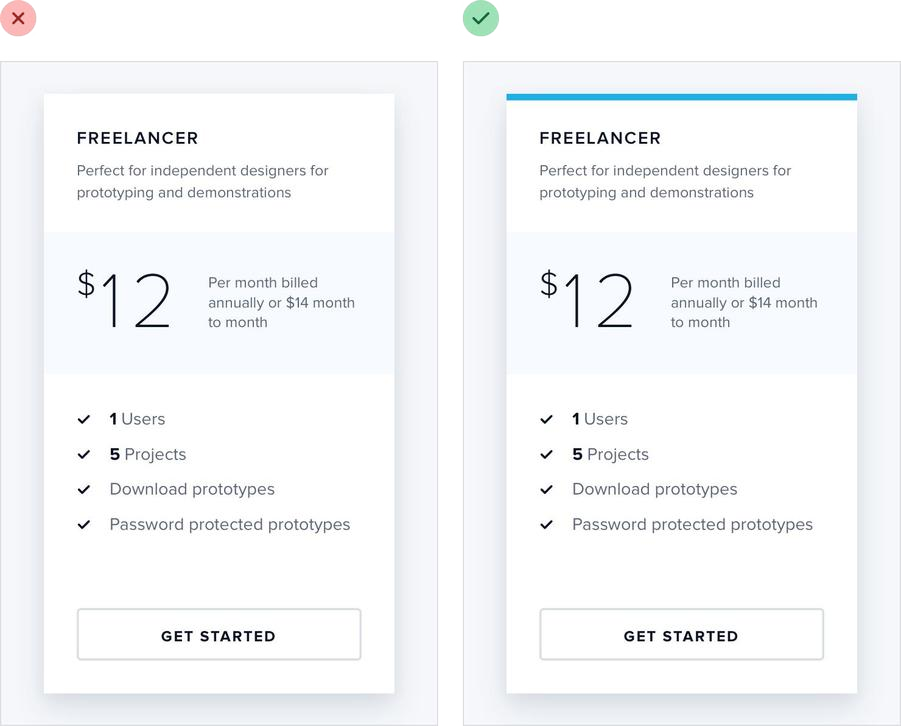 FREELANCER
Perfect for independent designers for
prototyping and demonstrations
$12
Per month billed
annually or $14 month
to month
1 Users
5 Projects
Download prototypes
Password protected prototypes
GET STARTED
FREELANCER
Perfect for independent designers for
prototyping and demonstrations
$12
Per month billed
annually or $14 month
to month
1 Users
5 Projects
Download prototypes
Password protected prototypes
GET STARTED